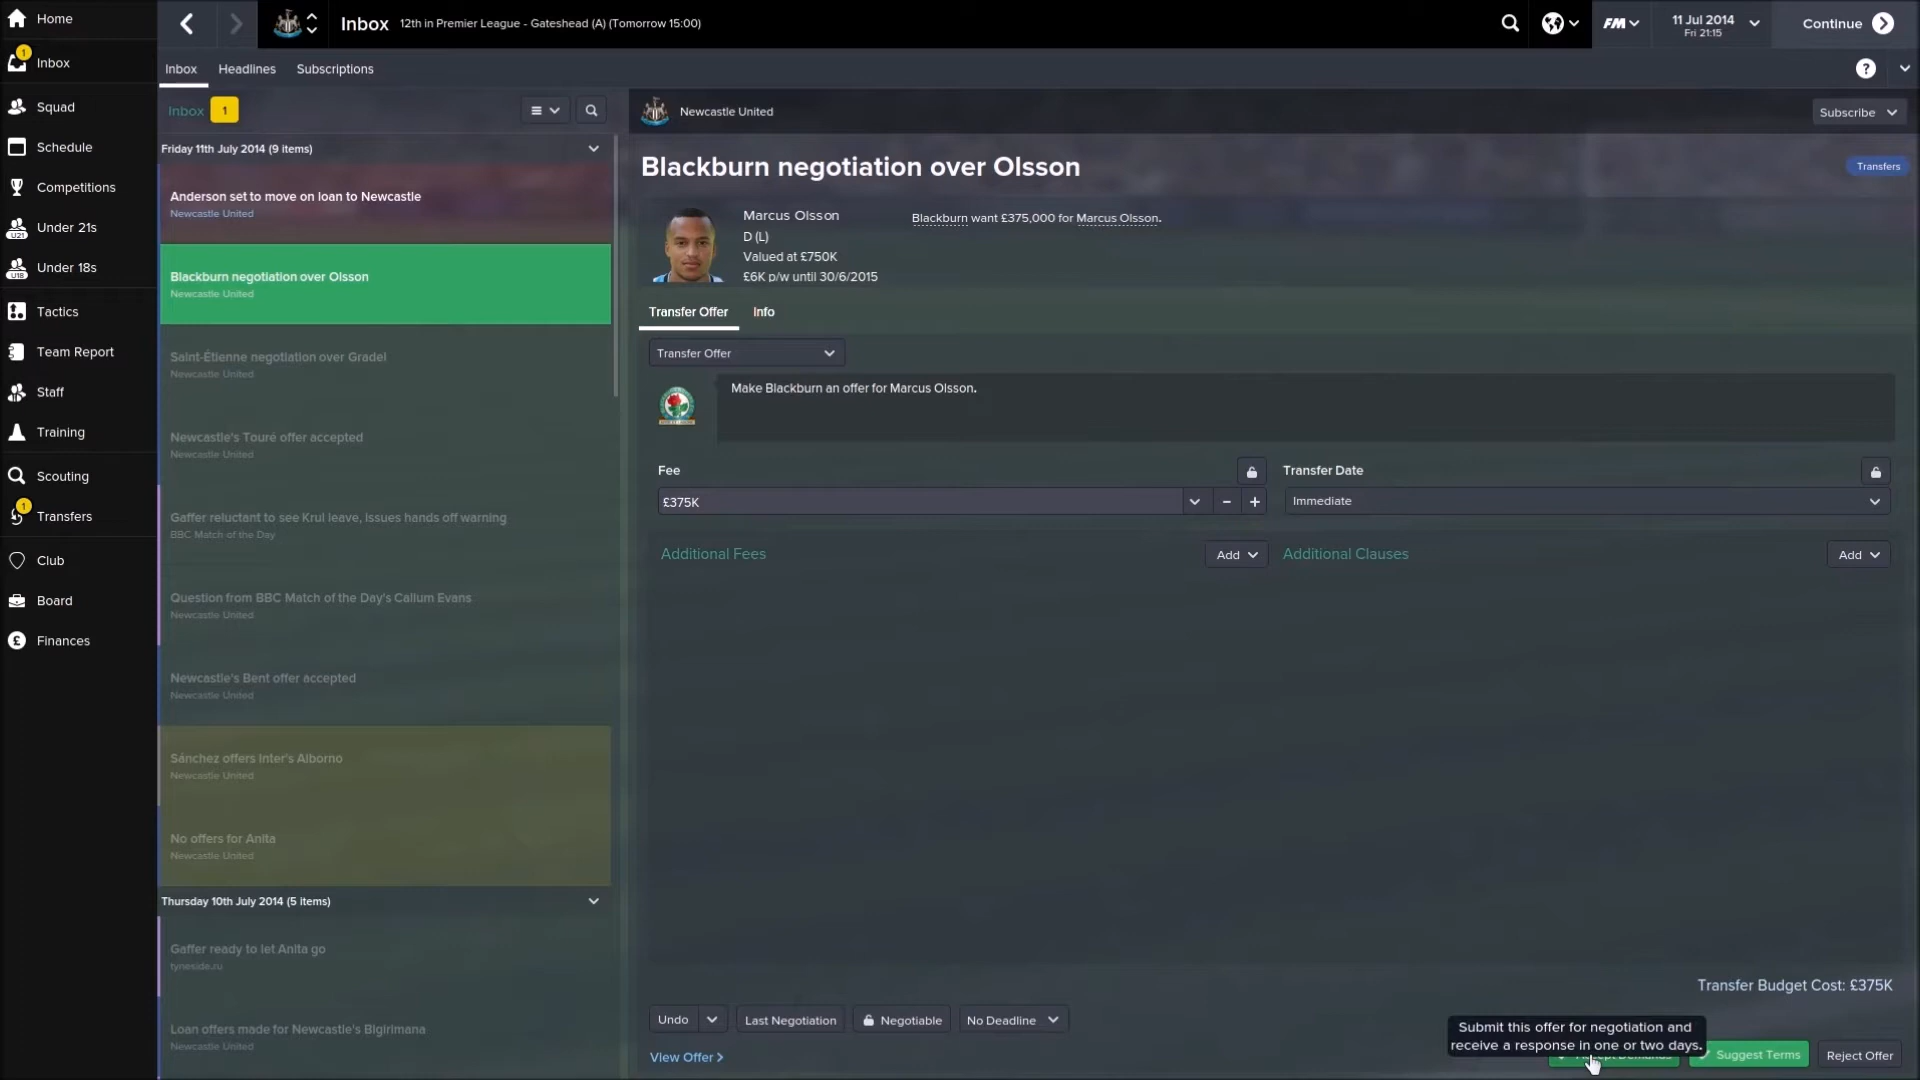 Home
Inbox
1
Squad
Schedule
Competitions
Under 21s
Under 18s
Tactics
Team Report
Staff
Training
Scouting
1
Transfers
Club
Board
Finances
Inbox 12th in Premier League - Gateshead (A) (Tomorrow 15:00)
FM
11 Jul 2014
Fri 21:15
Continue
Inbox Headlines Subscriptions
?
Inbox 1
Friday 11th July 2014 (9 items)
Anderson set to move on loan to Newcastle
Newcastle United
Blackburn negotiation over Olsson
Newcastle United
Saint-Étienne negotiation over Gradel
Newcastle United
Newcastle's Touré offer accepted
Newcastle United
Gaffer reluctant to see Krul leave, issues hands off warning
BBC Match of the Day
Question from BBC Match of the Day's Callum Evans
Newcastle United
Newcastle's Bent offer accepted
Newcastle United
Sánchez offers Inter's Alborno
Newcastle United
No offers for Anita
Newcastle United
Thursday 10th July 2014 (5 items)
Gaffer ready to let Anita go
tyneside.ru
Loan offers made for Newcastle's Bigirimana
Newcastle United
Newcastle United
Subscribe
Blackburn negotiation over Olsson
Transfers
Marcus Olsson
D (L)
Valued at £750K
£6K p/w until 30/6/2015
Blackburn want £375,000 for Marcus Olsson.
Transfer Offer Info
Transfer Offer
Make Blackburn an offer for Marcus Olsson.
Fee
£375K
Transfer Date
Immediate
Additional Fees
Add
Additional Clauses
Add
Transfer Budget Cost: £375K
Undo
Last Negotiation
Negotiable
No Deadline
View Offer >
Submit this offer for negotiation and
receive a response in one or two days.
Accept Demands
Suggest Terms
Reject Offer